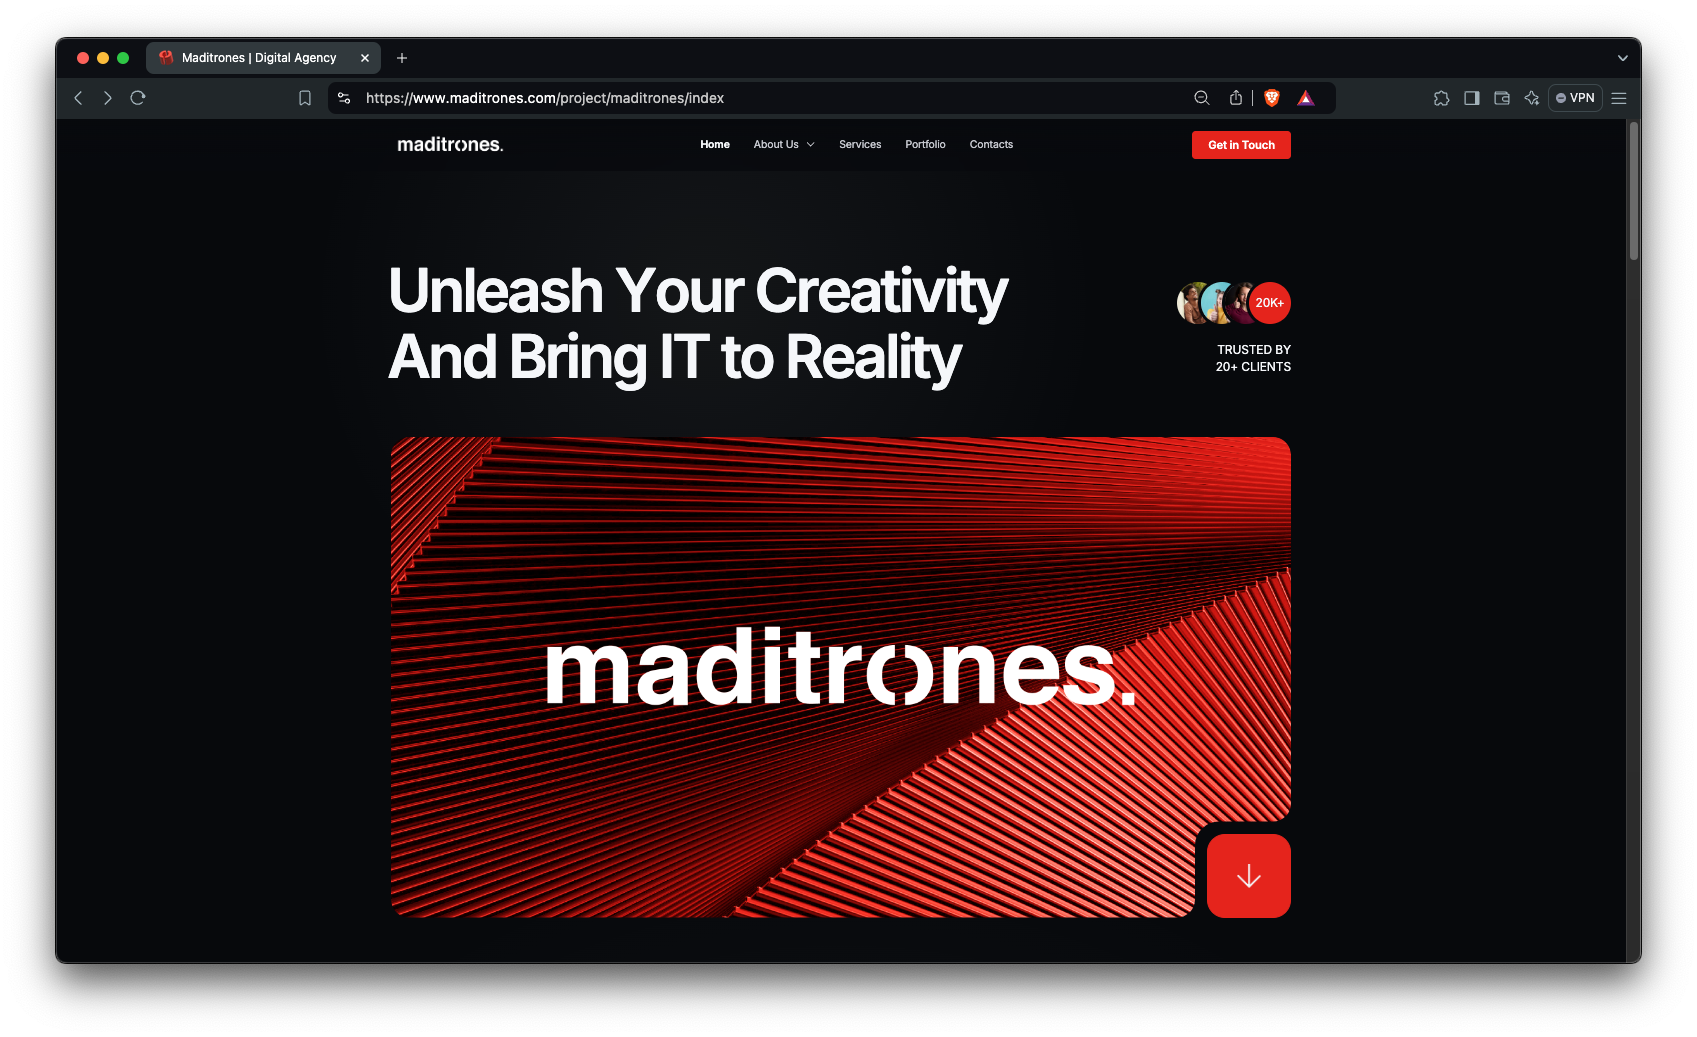 Maditrones | Digital Agency
https://www.maditrones.com/project/maditrones/index
VPN
maditrones.
Home
About Us
Services
Portfolio
Contacts
Get in Touch
Unleash Your Creativity
And Bring IT to Reality
20K+
TRUSTED BY
20+ CLIENTS
maditrones.